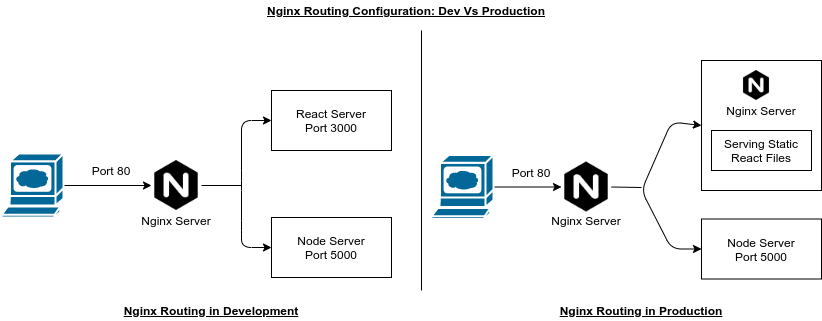 Nginx Routing Configuration: Dev Vs Production
React Server
Port 3000
Port 80
N
Nginx Server
Node Server
Port 5000
Nginx Routing in Development
N
Nginx Server
Serving Static
React Files
Port 80
N
Nginx Server
Node Server
Port 5000
Nginx Routing in Production